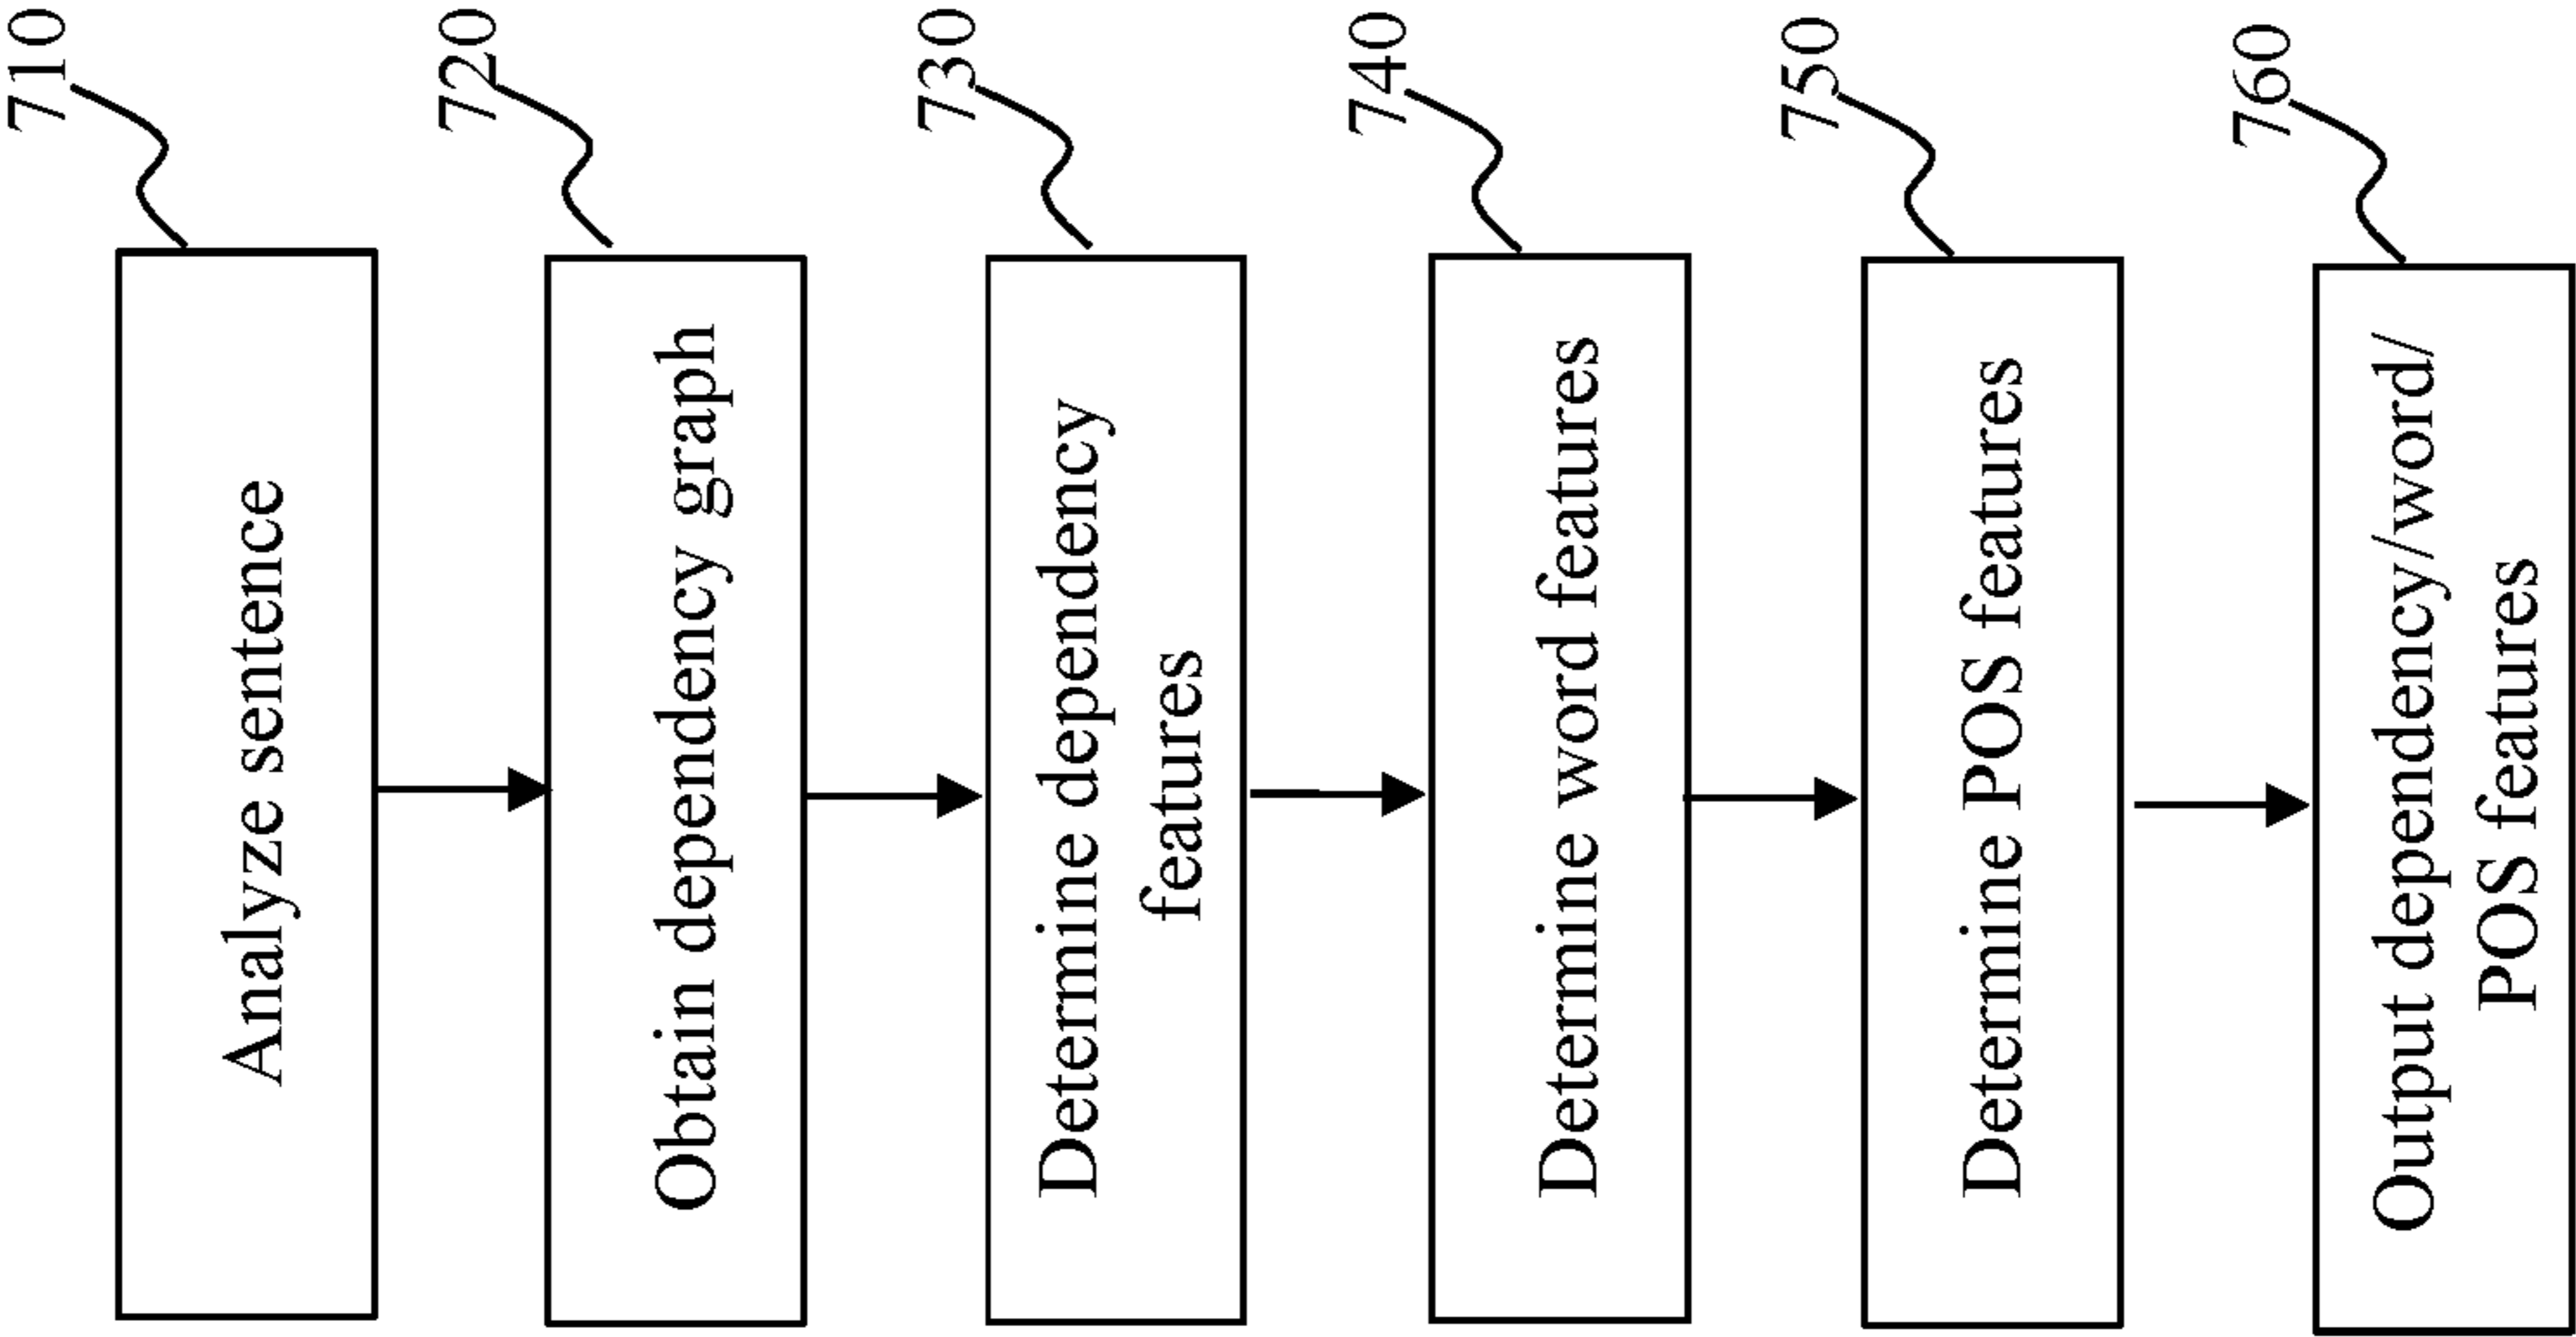 710
Analyze sentence
720
Obtain dependency graph
730
Determine dependency
features
740
Determine word features
750
Determine POS features
760
Output dependency/word/
POS features